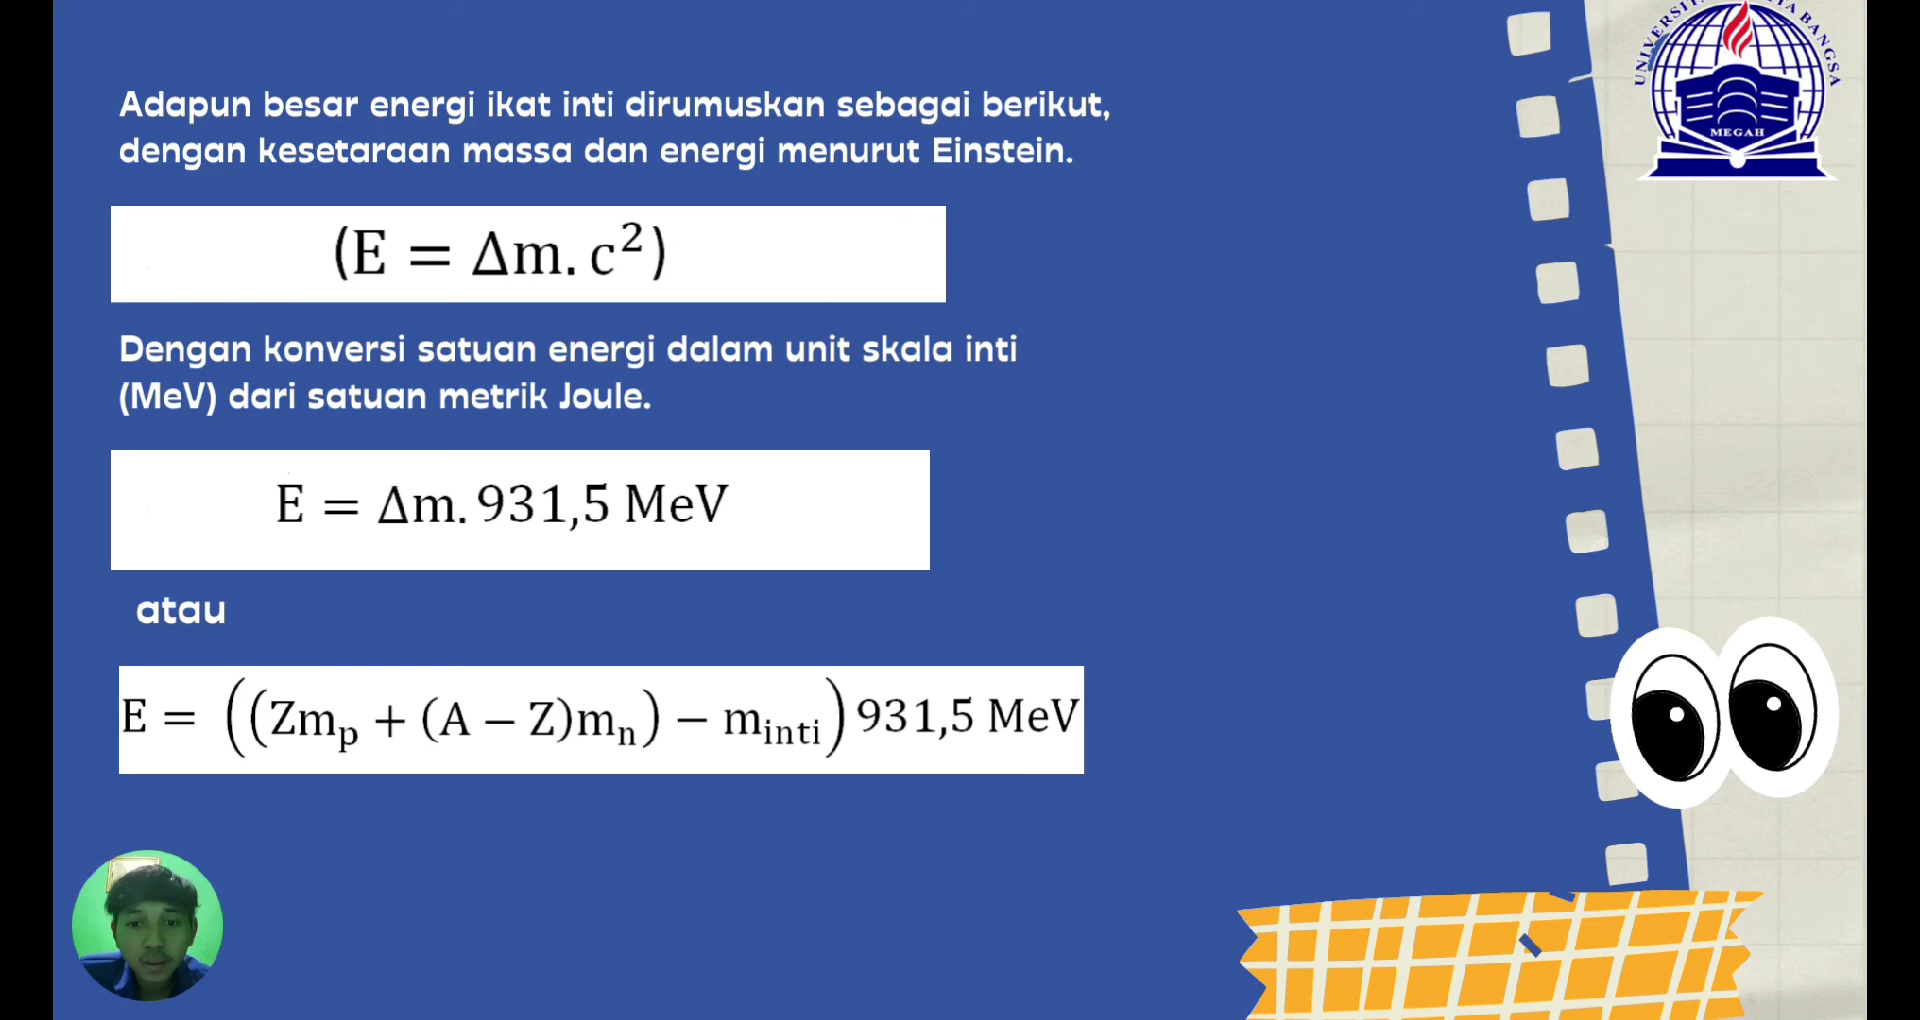 Adapun besar energi ikat inti dirumuskan sebagai berikut,
dengan kesetaraan massa dan energi menurut Einstein.
(E = Δm. c²)
Dengan konversi satuan energi dalam unit skala inti
(MeV) dari satuan metrik Joule.
E = Δm. 931,5 MeV
atau
E = ((Zmₚ + (A − Z)mₙ) − m_inti) 931,5 MeV
BANGSA
MEGAH